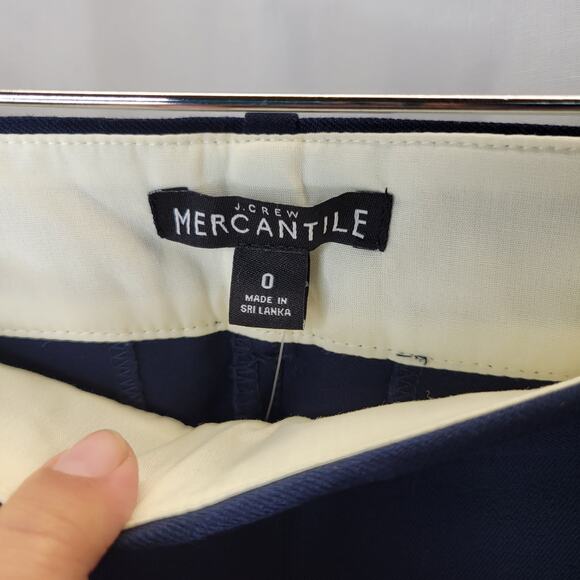 J.CREW
MERCANTILE
0
MADE IN
SRI LANKA